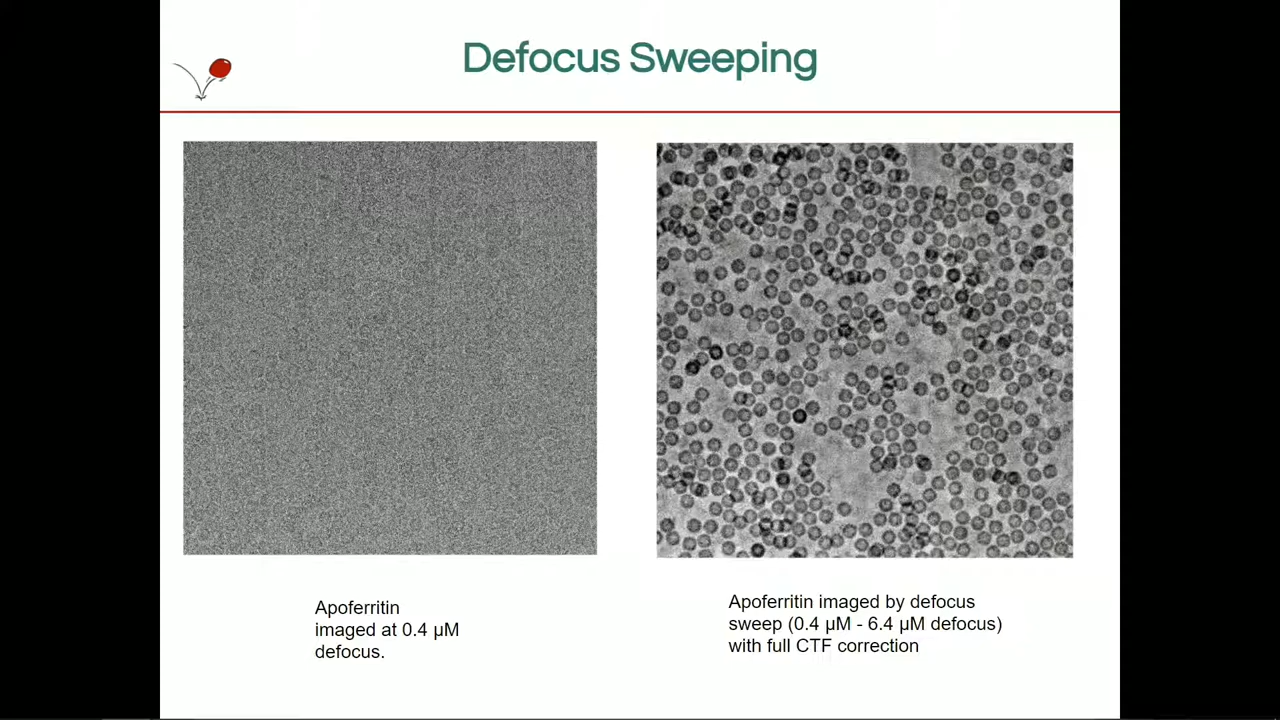 Defocus Sweeping
Apoferritin
imaged at 0.4 µM
defocus.
Apoferritin imaged by defocus
sweep (0.4 µM - 6.4 µM defocus)
with full CTF correction